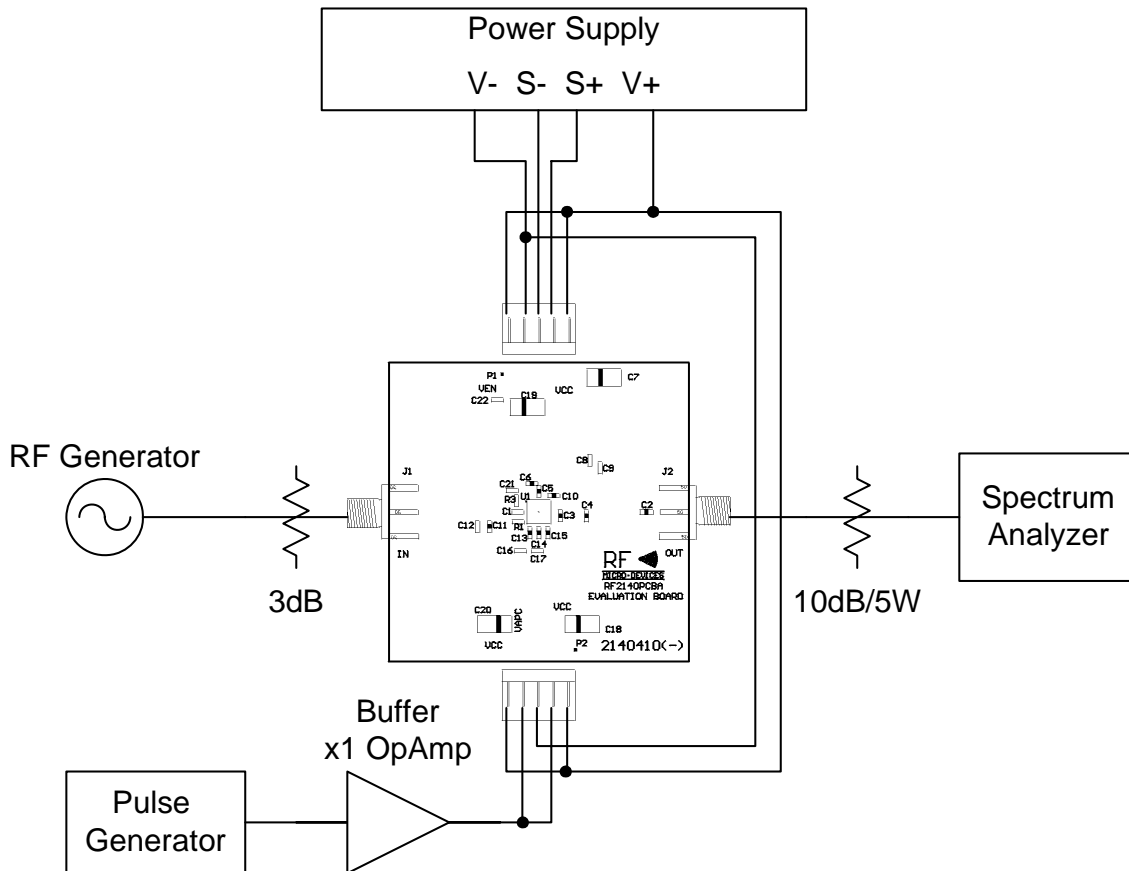 Power Supply
V- S- S+ V+
P1
VEN
C22
C19
VCC
C7
RF Generator
3dB
J1
IN
C8
C9
J2
OUT
C6
C5
C21
C10
R3
U1
C1
C3
C4
C2
C12
C11
R1
C13
C14
C15
C16
C17
RF
MICRO-DEVICES
RF2140PCBA
EVALUATION BOARD
C20
VAPC
VCC
VCC
C18
P2
2140410(-)
10dB/5W
Spectrum
Analyzer
Buffer
x1 OpAmp
Pulse
Generator